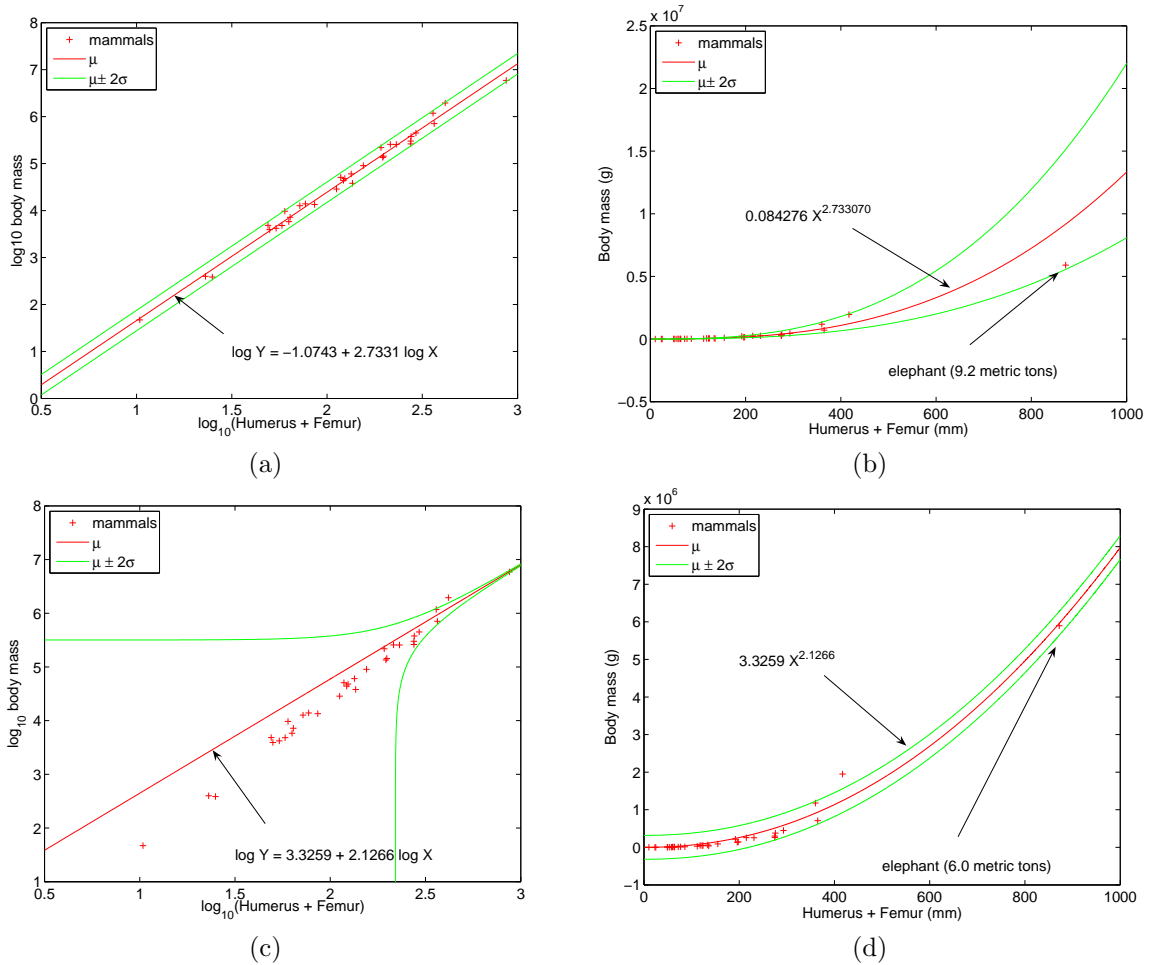 8
7
6
5
4
3
2
1
0
log10 body mass
mammals
μ
μ± 2σ
log Y = −1.0743 + 2.7331 log X
0.5 1 1.5 2 2.5 3
log₁₀(Humerus + Femur)
(a)
x 10⁷
2.5
2
1.5
1
0.5
0
−0.5
Body mass (g)
mammals
μ
μ± 2σ
0.084276 X^2.733070
elephant (9.2 metric tons)
0 200 400 600 800 1000
Humerus + Femur (mm)
(b)
8
7
6
5
4
3
2
1
log₁₀ body mass
mammals
μ
μ ± 2σ
log Y = 3.3259 + 2.1266 log X
0.5 1 1.5 2 2.5 3
log₁₀(Humerus + Femur)
(c)
x 10⁶
9
8
7
6
5
4
3
2
1
0
−1
Body mass (g)
mammals
μ
μ ± 2σ
3.3259 X^2.1266
elephant (6.0 metric tons)
0 200 400 600 800 1000
Humerus + Femur (mm)
(d)